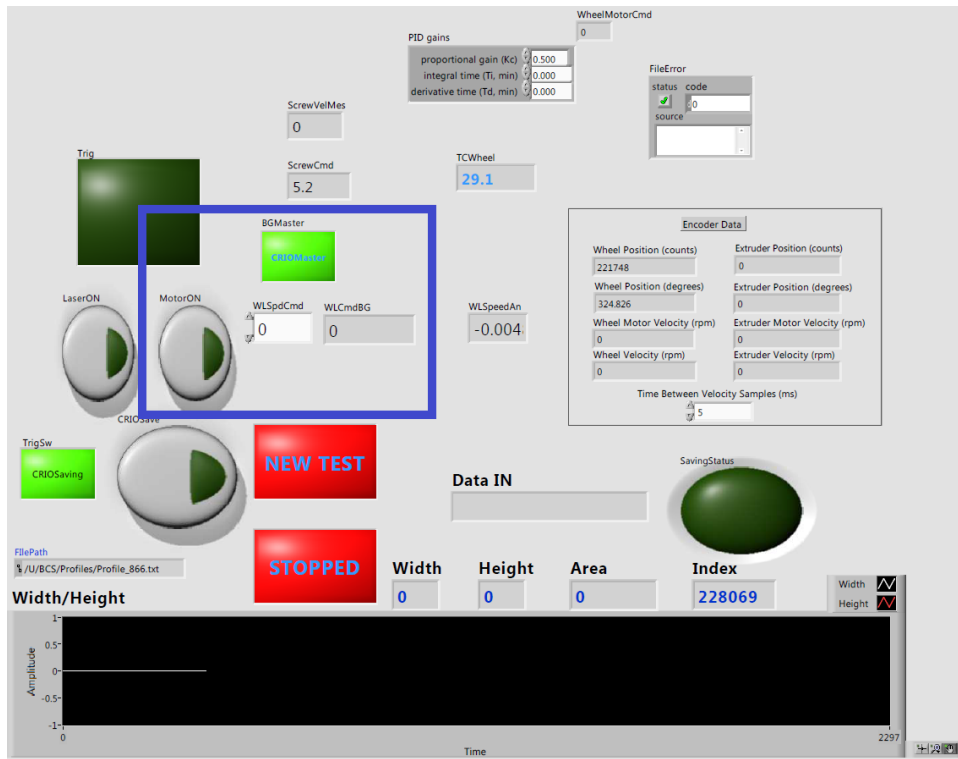 WheelMotorCmd
0
PID gains
proportional gain (Kc) 0.500
integral time (Ti, min) 0.000
derivative time (Td, min) 0.000
FileError
status code
0
source
ScrewVelMes
0
Trig
ScrewCmd
5.2
TCWheel
29.1
BGMaster
CRIOMaster
Encoder Data
Wheel Position (counts) Extruder Position (counts)
221748 0
Wheel Position (degrees) Extruder Position (degrees)
324.826 0
Wheel Motor Velocity (rpm) Extruder Motor Velocity (rpm)
0 0
Wheel Velocity (rpm) Extruder Velocity (rpm)
0 0
Time Between Velocity Samples (ms)
5
LaserON MotorON WLSpdCmd WLCmdBG WLSpeedAn
0 0 -0.004
CRIOSave
TrigSw
CRIOSaving
NEW TEST
Data IN
SavingStatus
FIlePath
/U/BCS/Profiles/Profile_866.txt
STOPPED
Width Height Area Index
0 0 0 228069
Width
Height
Width/Height
Amplitude
1
0.5
0
-0.5
-1
0 2297
Time